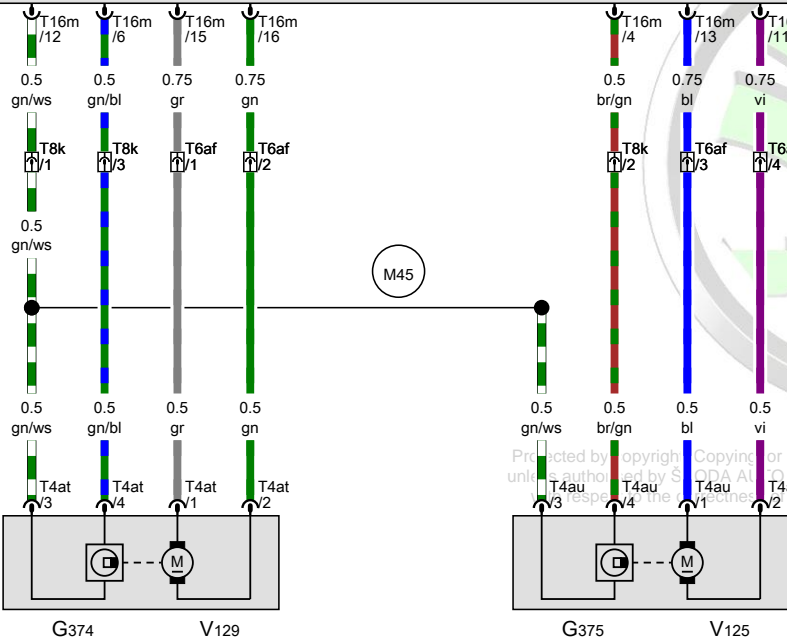 T16m T16m T16m T16m T16m T16m
/12 /6 /15 /16 /4 /13 /11
0.5 0.5 0.75 0.75 0.5 0.75 0.75
gn/ws gn/bl gr gn br/gn bl vi
T8k T8k T6af T6af T8k T6af
/1 /3 /1 /2 /2 /3 /4
0.5
gn/ws
M45
0.5 0.5 0.5 0.5 0.5 0.5 0.5 0.5
gn/ws gn/bl gr gn gn/ws br/gn bl vi
T4at T4at T4at T4at T4au T4au T4au
/3 /4 /1 /2 /3 /4 /1 /2
M M
G374 V129 G375 V125